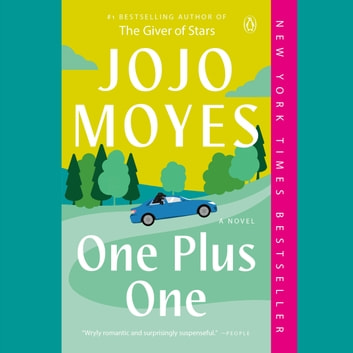 #1 BESTSELLING AUTHOR OF
The Giver of Stars
JOJO
MOYES
A NOVEL
One Plus
One
"Wryly romantic and surprisingly suspenseful." —PEOPLE
NEW YORK TIMES BESTSELLER